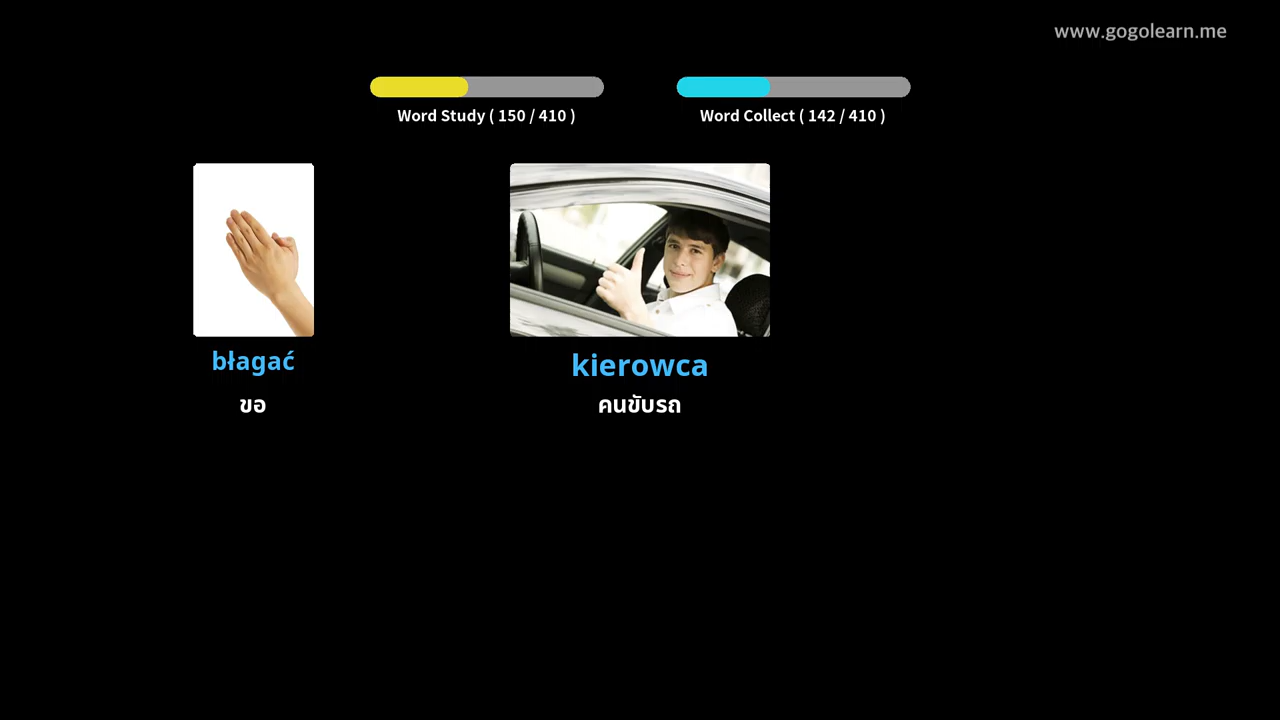 www.gogolearn.me
Word Study ( 150 / 410 )
Word Collect ( 142 / 410 )
błagać
ขอ
kierowca
คนขับรถ